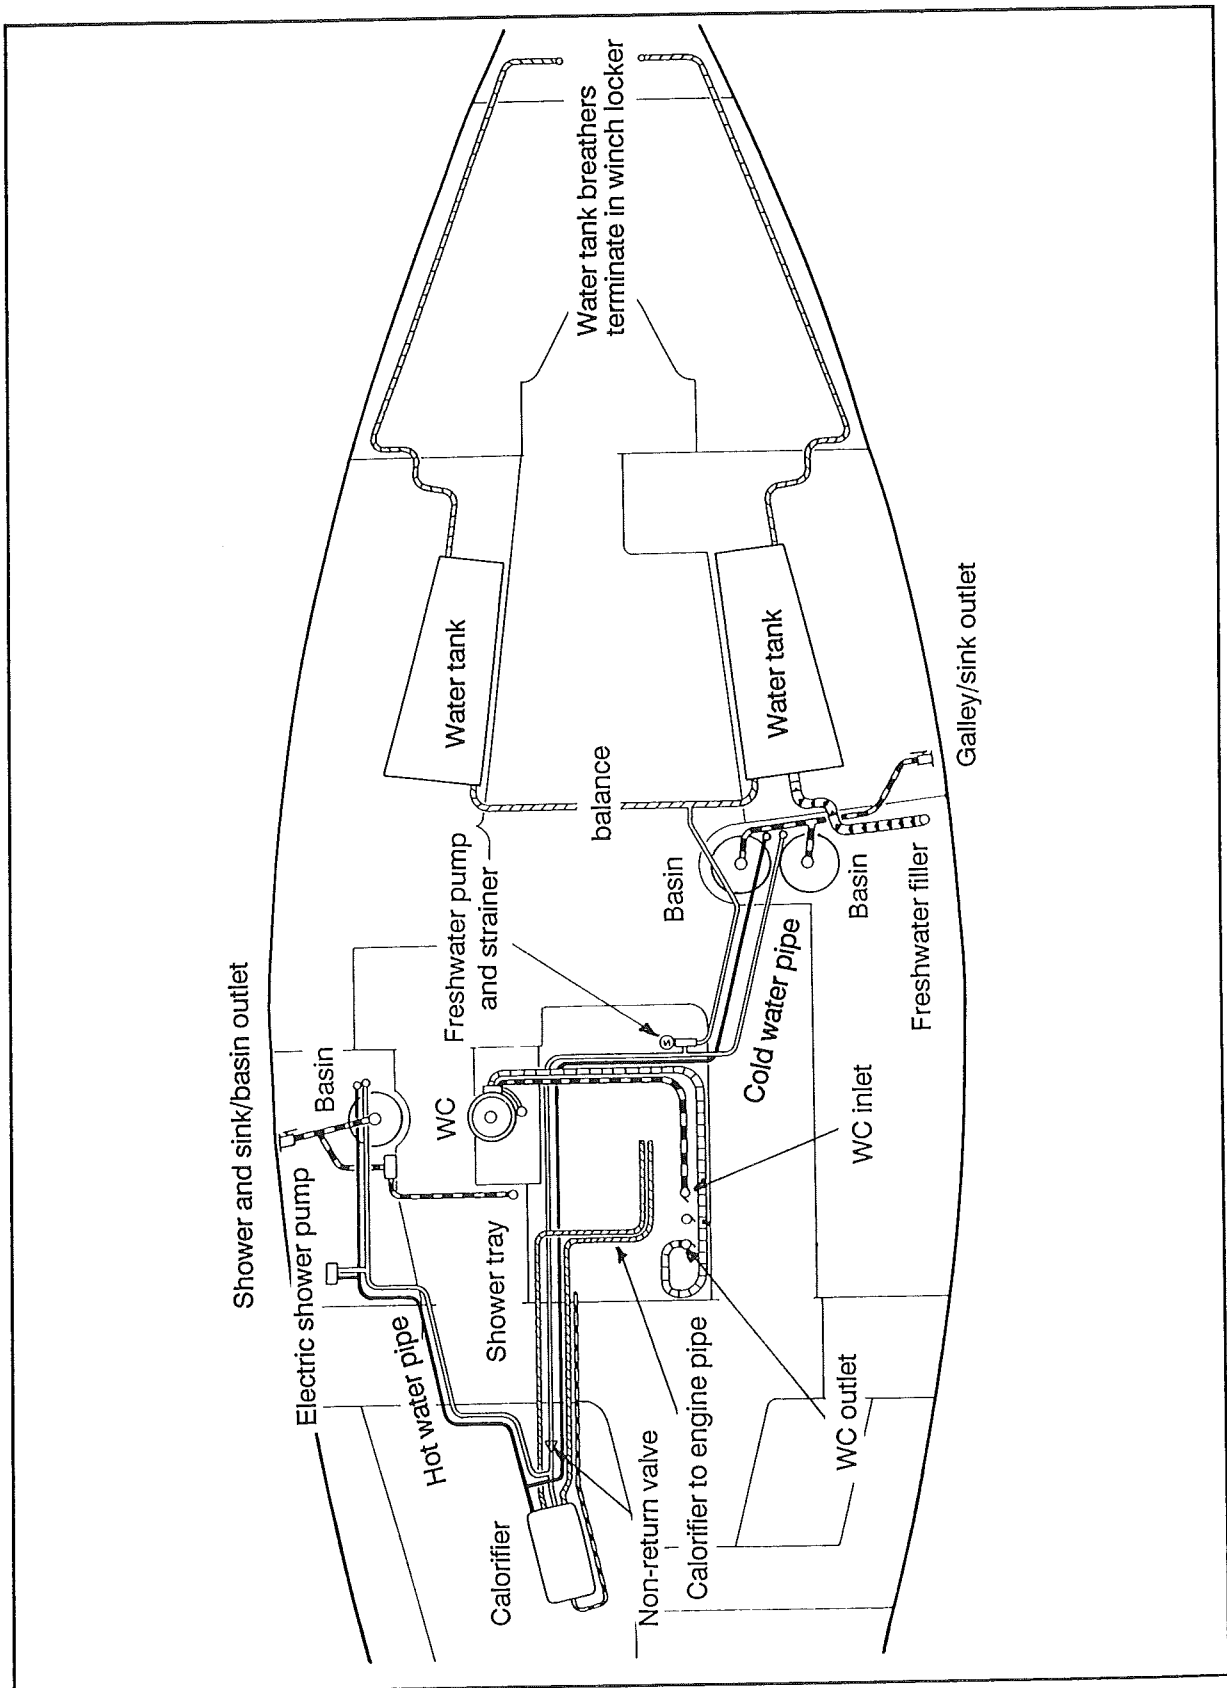 Water tank breathers
terminate in winch locker
Water tank
Water tank
Galley/sink outlet
balance
Freshwater pump
and strainer
Basin
Basin
Freshwater filler
Cold water pipe
Shower and sink/basin outlet
Basin
WC
S
WC inlet
Electric shower pump
Shower tray
Hot water pipe
Calorifier
Non-return valve
Calorifier to engine pipe
WC outlet